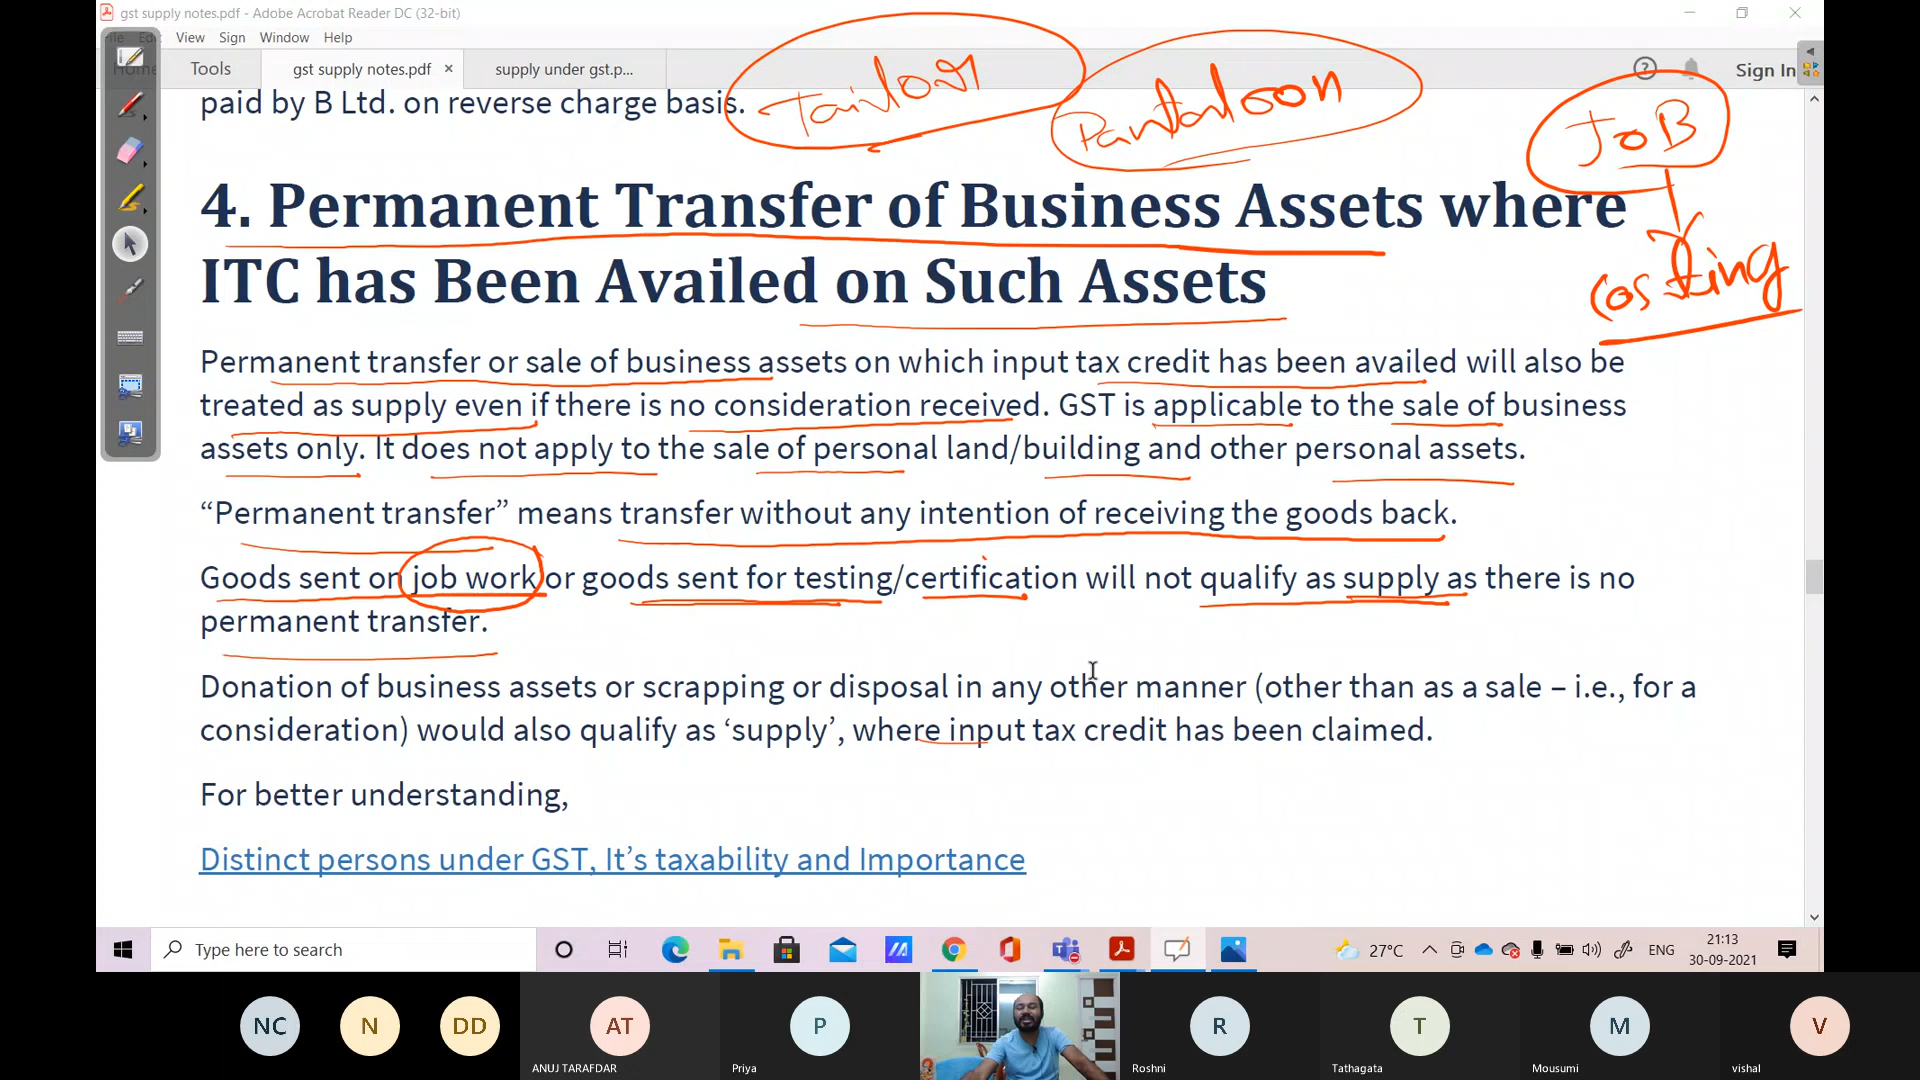 gst supply notes.pdf - Adobe Acrobat Reader DC (32-bit)
File Edit View Sign Window Help
Home Tools gst supply notes.pdf × supply under gst.p... Sign In
Tailor Pantaloon JOB
costing
paid by B Ltd. on reverse charge basis.
4. Permanent Transfer of Business Assets where
ITC has Been Availed on Such Assets
Permanent transfer or sale of business assets on which input tax credit has been availed will also be
treated as supply even if there is no consideration received. GST is applicable to the sale of business
assets only. It does not apply to the sale of personal land/building and other personal assets.
“Permanent transfer” means transfer without any intention of receiving the goods back.
Goods sent on job work or goods sent for testing/certification will not qualify as supply as there is no
permanent transfer.
Donation of business assets or scrapping or disposal in any other manner (other than as a sale – i.e., for a
consideration) would also qualify as ‘supply’, where input tax credit has been claimed.
For better understanding,
Distinct persons under GST, It’s taxability and Importance
Type here to search 27°C ENG 21:13
30-09-2021
NC N DD AT P R T M V
ANUJ TARAFDAR Priya Roshni Tathagata Mousumi vishal